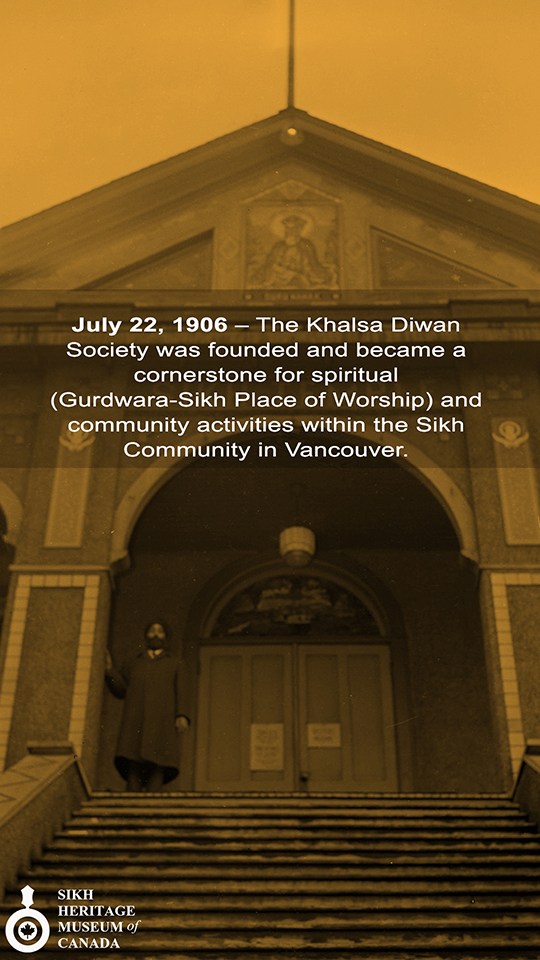 July 22, 1906 – The Khalsa Diwan
Society was founded and became a
cornerstone for spiritual
(Gurdwara-Sikh Place of Worship) and
community activities within the Sikh
Community in Vancouver.
SIKH
HERITAGE
MUSEUM of
CANADA